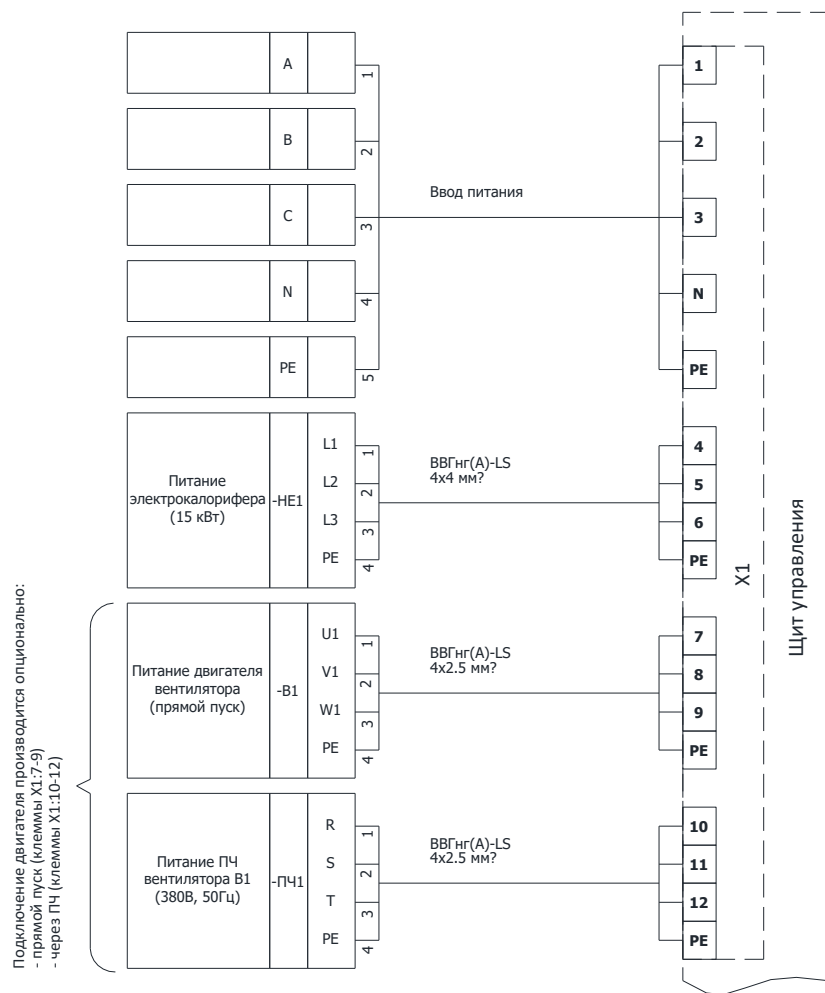 A
1
1
B
2
2
C
3
Ввод питания
3
N
4
N
PE
5
PE
Питание
электрокалорифера
(15 кВт)
-HE1
L1
L2
L3
PE
1
2
3
4
ВВГнг(А)-LS
4x4 мм?
4
5
6
PE
Подключение двигателя производится опционально:
- прямой пуск (клеммы X1:7-9)
- через ПЧ (клеммы X1:10-12)
Питание двигателя
вентилятора
(прямой пуск)
-B1
U1
V1
W1
PE
1
2
3
4
ВВГнг(А)-LS
4x2.5 мм?
7
8
9
PE
Питание ПЧ
вентилятора В1
(380В, 50Гц)
-ПЧ1
R
S
T
PE
1
2
3
4
ВВГнг(А)-LS
4x2.5 мм?
10
11
12
PE
X1
Щит управления